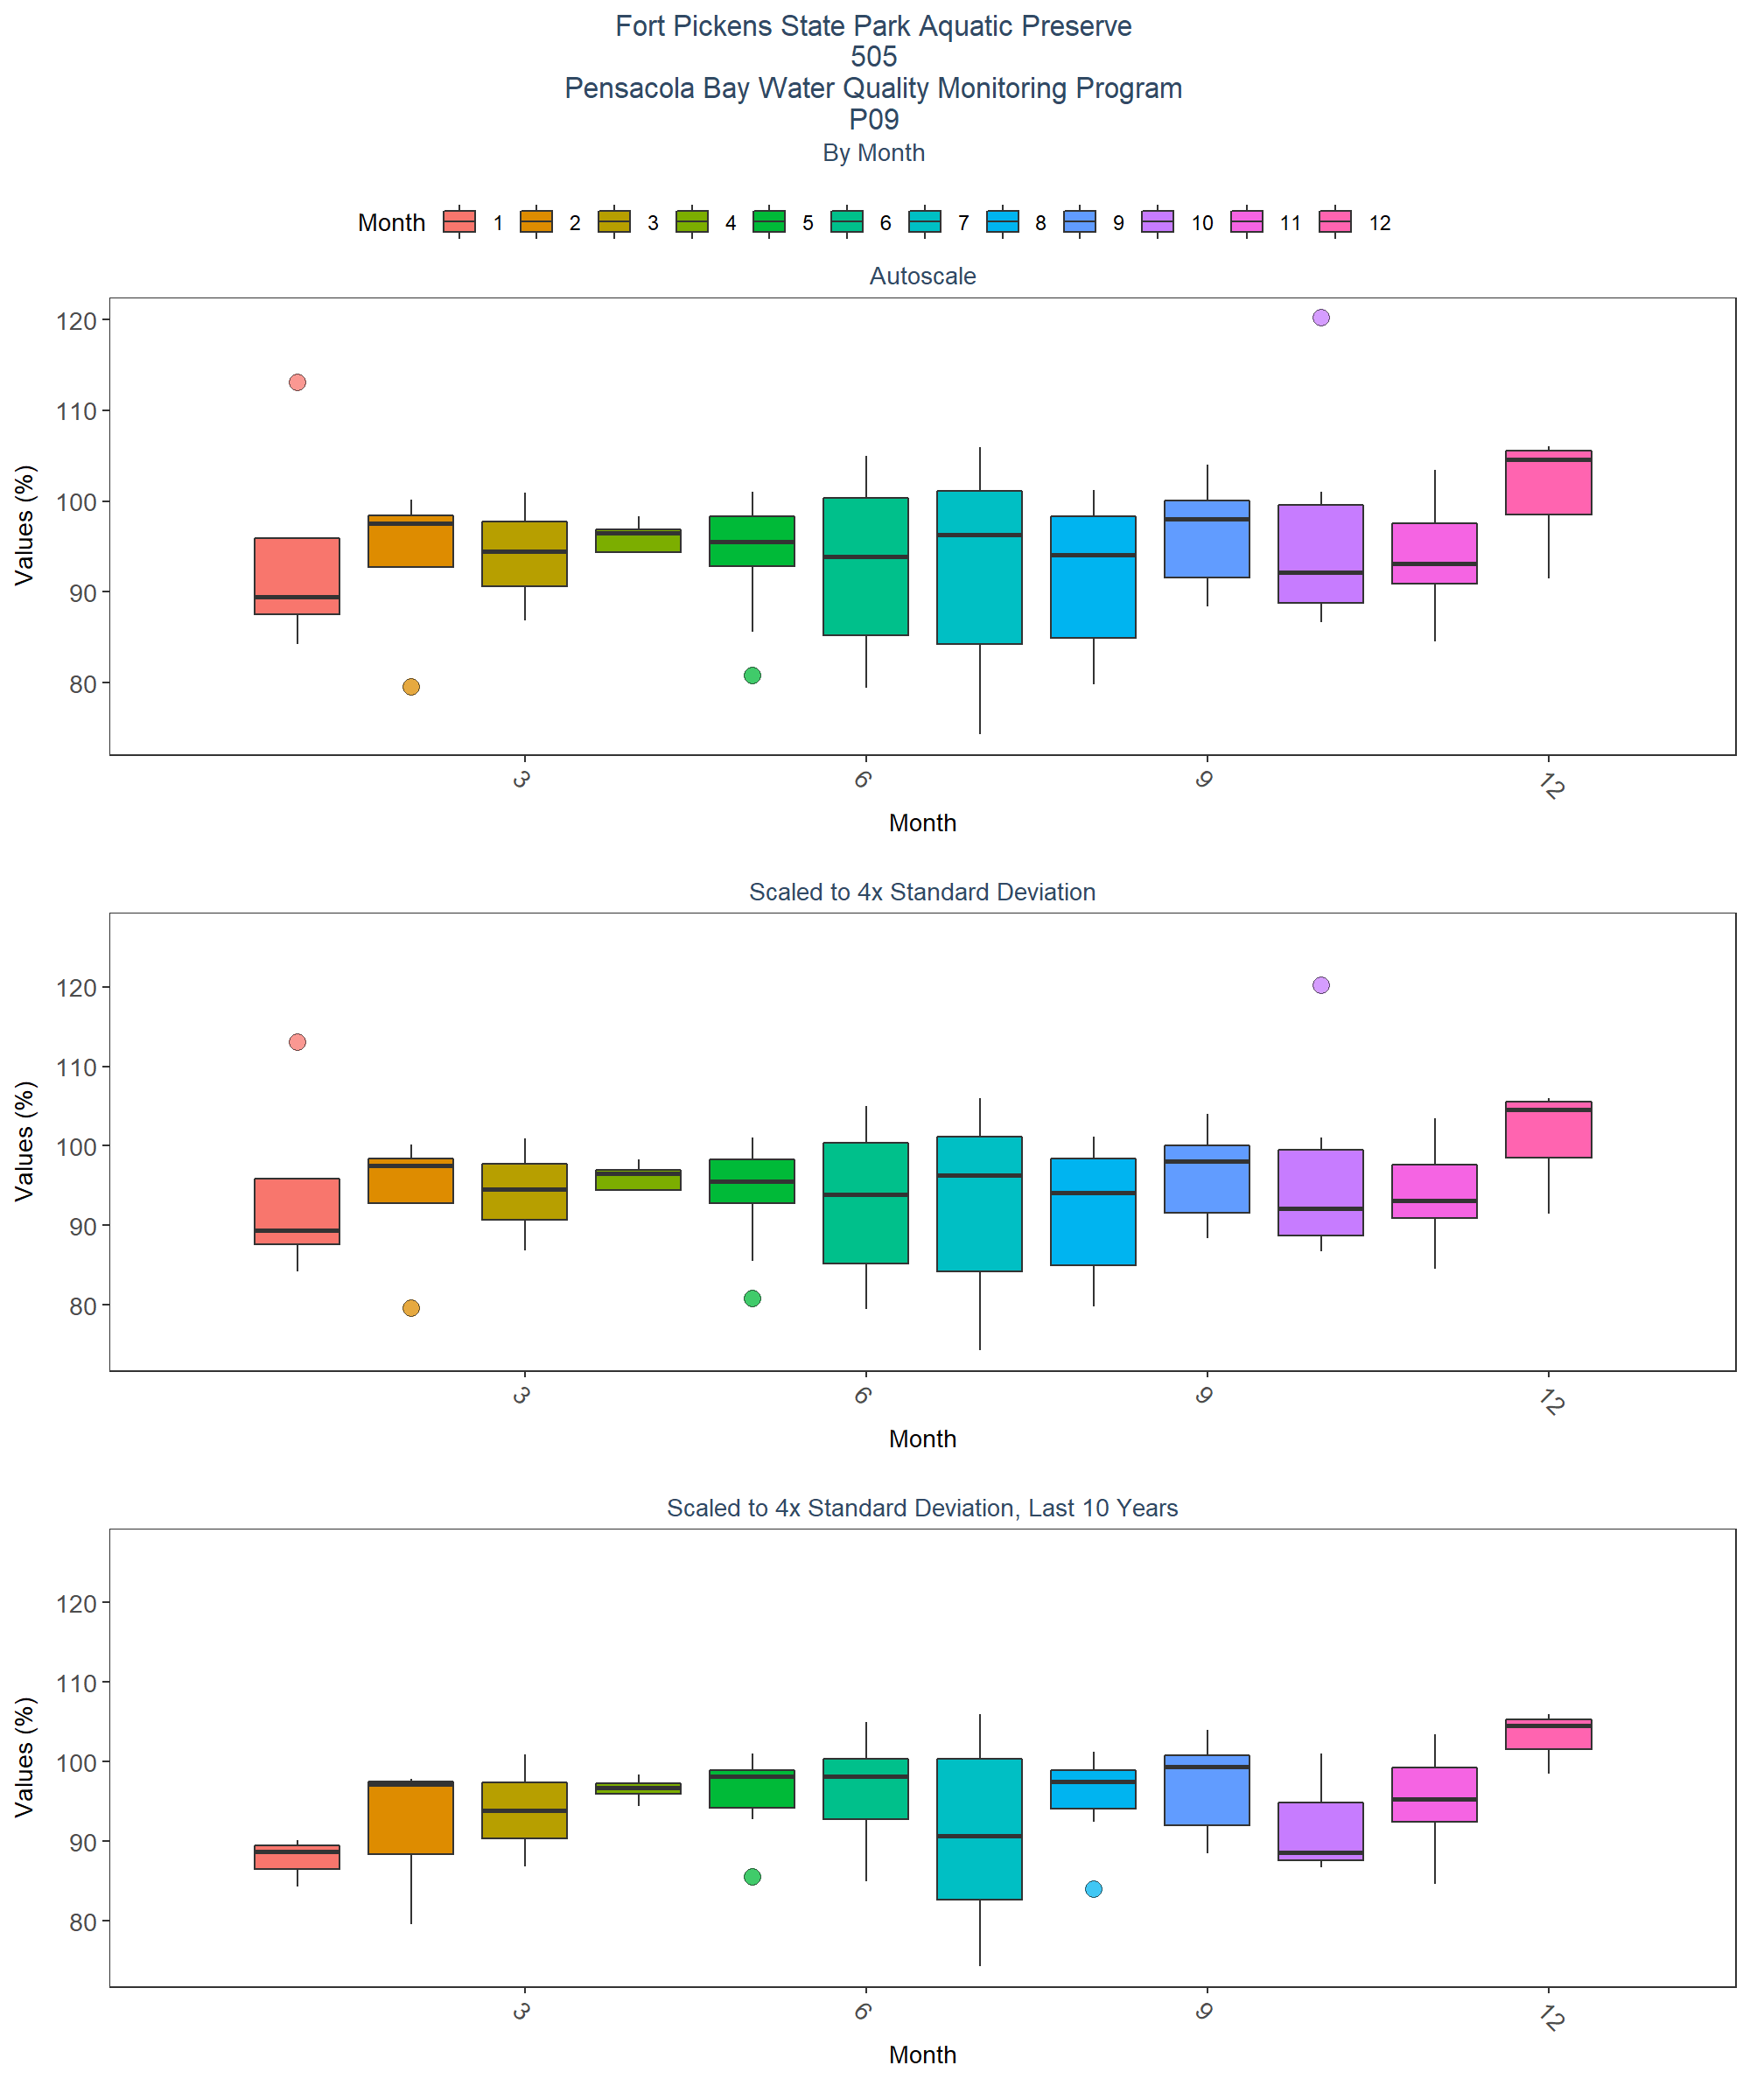 Fort Pickens State Park Aquatic Preserve
505
Pensacola Bay Water Quality Monitoring Program
P09
By Month
Month 1 2 3 4 5 6 7 8 9 10 11 12
Autoscale
Values (%)
120
110
100
90
80
3 6 9 12
Month
Scaled to 4x Standard Deviation
Values (%)
120
110
100
90
80
3 6 9 12
Month
Scaled to 4x Standard Deviation, Last 10 Years
Values (%)
120
110
100
90
80
3 6 9 12
Month